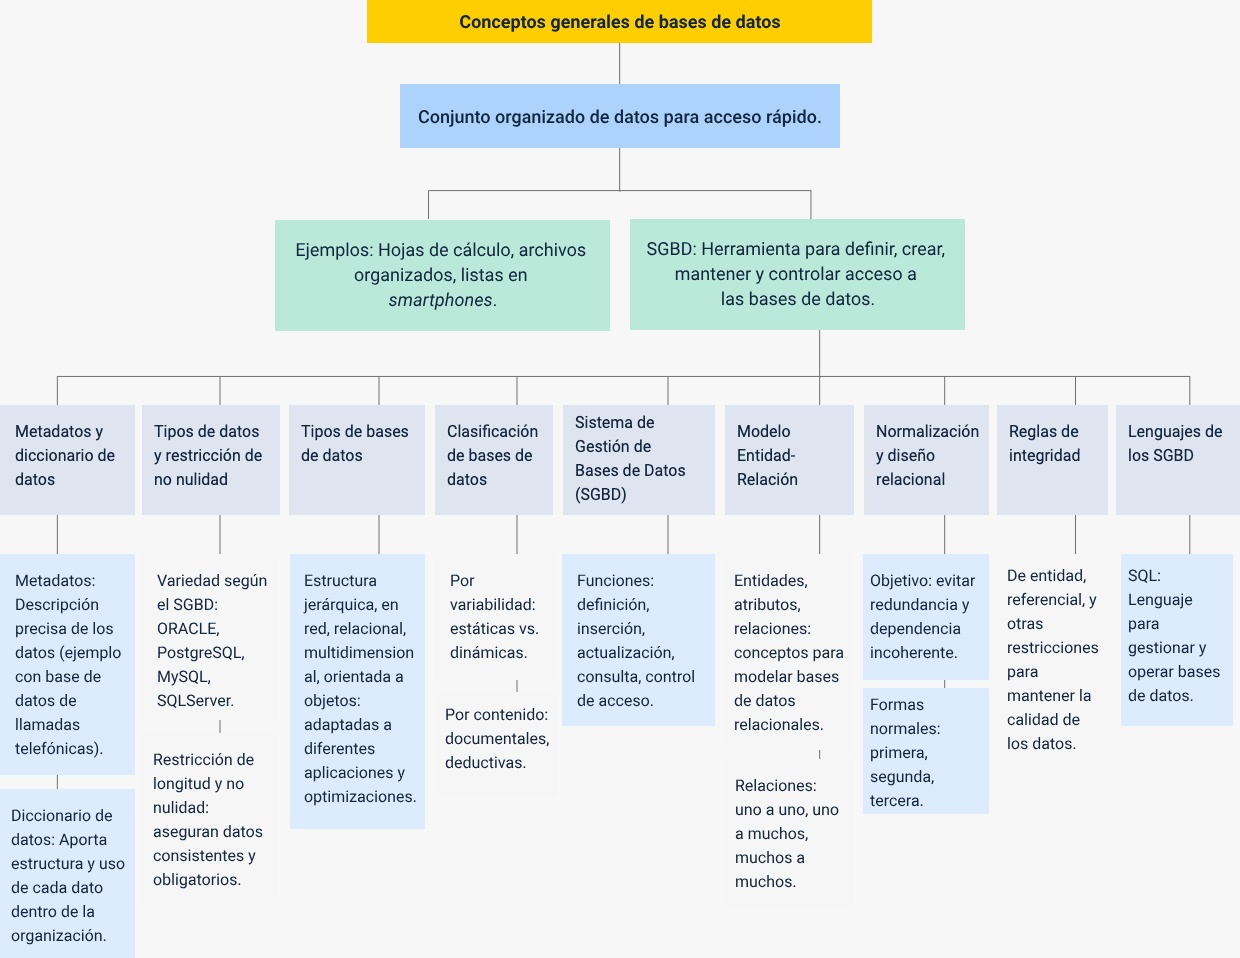 Conceptos generales de bases de datos
Conjunto organizado de datos para acceso rápido.
Ejemplos: Hojas de cálculo, archivos
organizados, listas en
smartphones.
SGBD: Herramienta para definir, crear,
mantener y controlar acceso a
las bases de datos.
Metadatos y
diccionario de
datos
Tipos de datos
y restricción de
no nulidad
Tipos de bases
de datos
Clasificación
de bases de
datos
Sistema de
Gestión de
Bases de Datos
(SGBD)
Modelo
Entidad-
Relación
Normalización
y diseño
relacional
Reglas de
integridad
Lenguajes de
los SGBD
Metadatos:
Descripción
precisa de los
datos (ejemplo
con base de
datos de
llamadas
telefónicas).
Diccionario de
datos: Aporta
estructura y uso
de cada dato
dentro de la
organización.
Variedad según
el SGBD:
ORACLE,
PostgreSQL,
MySQL,
SQLServer.
Restricción de
longitud y no
nulidad:
aseguran datos
consistentes y
obligatorios.
Estructura
jerárquica, en
red, relacional,
multidimension
al, orientada a
objetos:
adaptadas a
diferentes
aplicaciones y
optimizaciones.
Por
variabilidad:
estáticas vs.
dinámicas.
Por contenido:
documentales,
deductivas.
Funciones:
definición,
inserción,
actualización,
consulta, control
de acceso.
Entidades,
atributos,
relaciones:
conceptos para
modelar bases
de datos
relacionales.
Relaciones:
uno a uno, uno
a muchos,
muchos a
muchos.
Objetivo: evitar
redundancia y
dependencia
incoherente.
Formas
normales:
primera,
segunda,
tercera.
De entidad,
referencial, y
otras
restricciones
para
mantener la
calidad de
los datos.
SQL:
Lenguaje
para
gestionar y
operar bases
de datos.